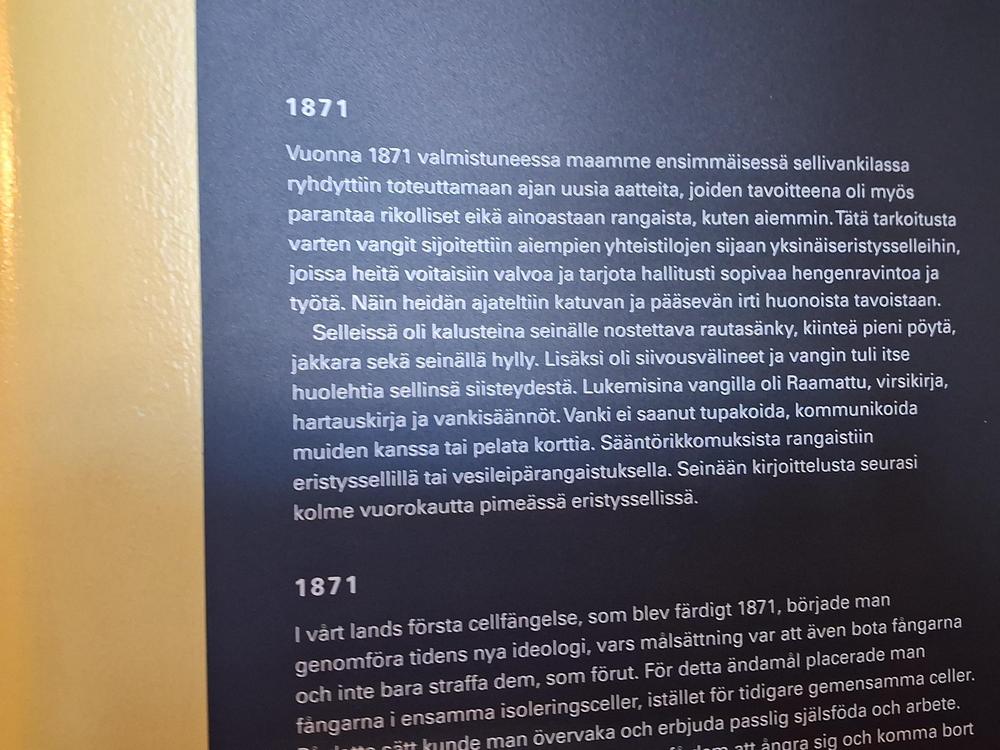 1871
Vuonna 1871 valmistuneessa maamme ensimmäisessä sellivankilassa
ryhdyttiin toteuttamaan ajan uusia aatteita, joiden tavoitteena oli myös
parantaa rikolliset eikä ainoastaan rangaista, kuten aiemmin. Tätä tarkoitusta
varten vangit sijoitettiin aiempien yhteistilojen sijaan yksinäiseristysselleihin,
joissa heitä voitaisiin valvoa ja tarjota hallitusti sopivaa hengenravintoa ja
työtä. Näin heidän ajateltiin katuvan ja pääsevän irti huonoista tavoistaan.
Selleissä oli kalusteina seinälle nostettava rautasänky, kiinteä pieni pöytä,
jakkara sekä seinällä hylly. Lisäksi oli siivousvälineet ja vangin tuli itse
huolehtia sellinsä siisteydestä. Lukemisina vangilla oli Raamattu, virsikirja,
hartauskirja ja vankisäännöt. Vanki ei saanut tupakoida, kommunikoida
muiden kanssa tai pelata korttia. Sääntörikkomuksista rangaistiin
eristyssellillä tai vesileipärangaistuksella. Seinään kirjoittelusta seurasi
kolme vuorokautta pimeässä eristyssellissä.
1871
I vårt lands första cellfängelse, som blev färdigt 1871, började man
genomföra tidens nya ideologi, vars målsättning var att även bota fångarna
och inte bara straffa dem, som förut. För detta ändamål placerade man
fångarna i ensamma isoleringsceller, istället för tidigare gemensamma celler.
sätt kunde man övervaka och erbjuda passlig själsföda och arbete.
dem att ångra sig och komma bort